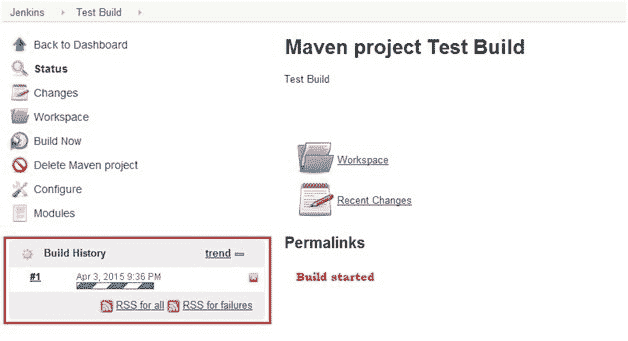 Jenkins Test Build
Back to Dashboard
Status
Changes
Workspace
Build Now
Delete Maven project
Configure
Modules
Build History trend
#1 Apr 3, 2015 9:36 PM
RSS for all RSS for failures
Maven project Test Build
Test Build
Workspace
Recent Changes
Permalinks
Build started